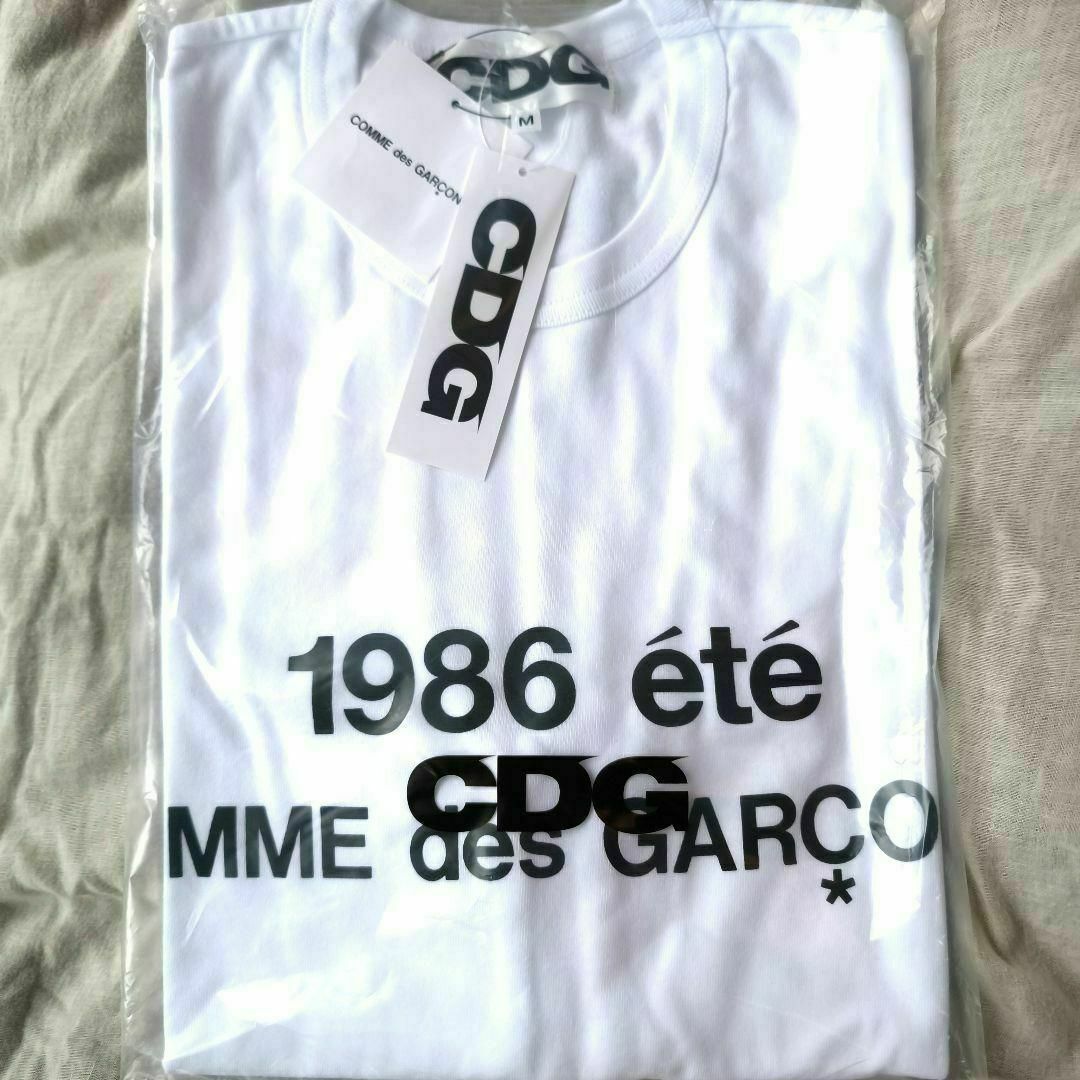 CDG
M
COMME des GARÇON
*
CDG
1986 été
CDG
MME des GARÇO
*